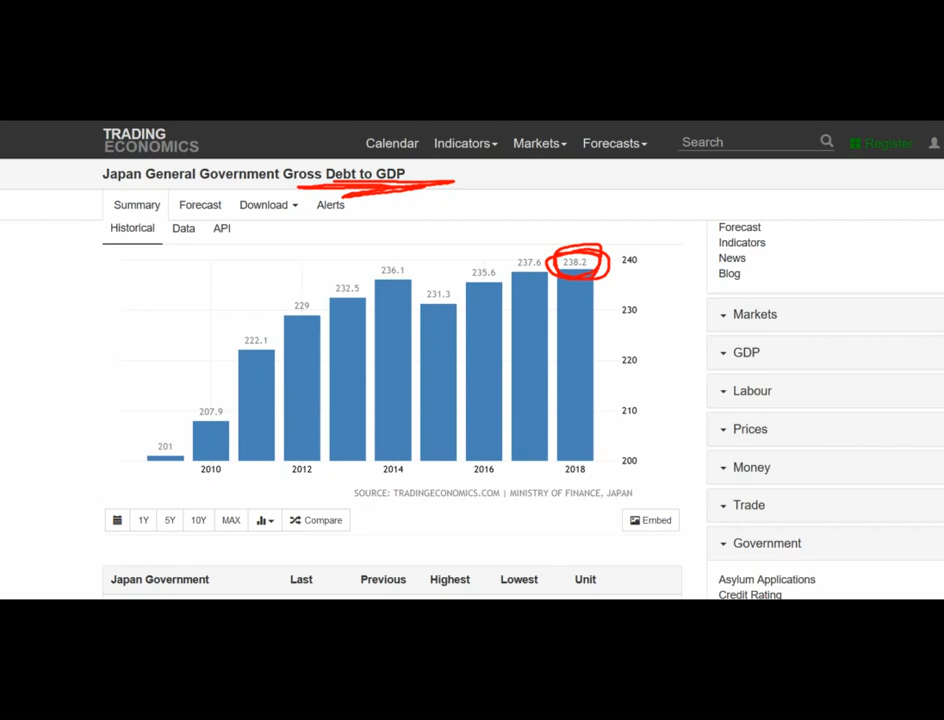 TRADING
ECONOMICS
Calendar Indicators Markets Forecasts Search Register
Japan General Government Gross Debt to GDP
Summary Forecast Download Alerts
Historical Data API
201 207.9 222.1 229 232.5 236.1 231.3 235.6 237.6 238.2
240
230
220
210
200
2010 2012 2014 2016 2018
SOURCE: TRADINGECONOMICS.COM | MINISTRY OF FINANCE, JAPAN
1Y 5Y 10Y MAX Compare Embed
Japan Government Last Previous Highest Lowest Unit
Forecast
Indicators
News
Blog
Markets
GDP
Labour
Prices
Money
Trade
Government
Asylum Applications
Credit Rating